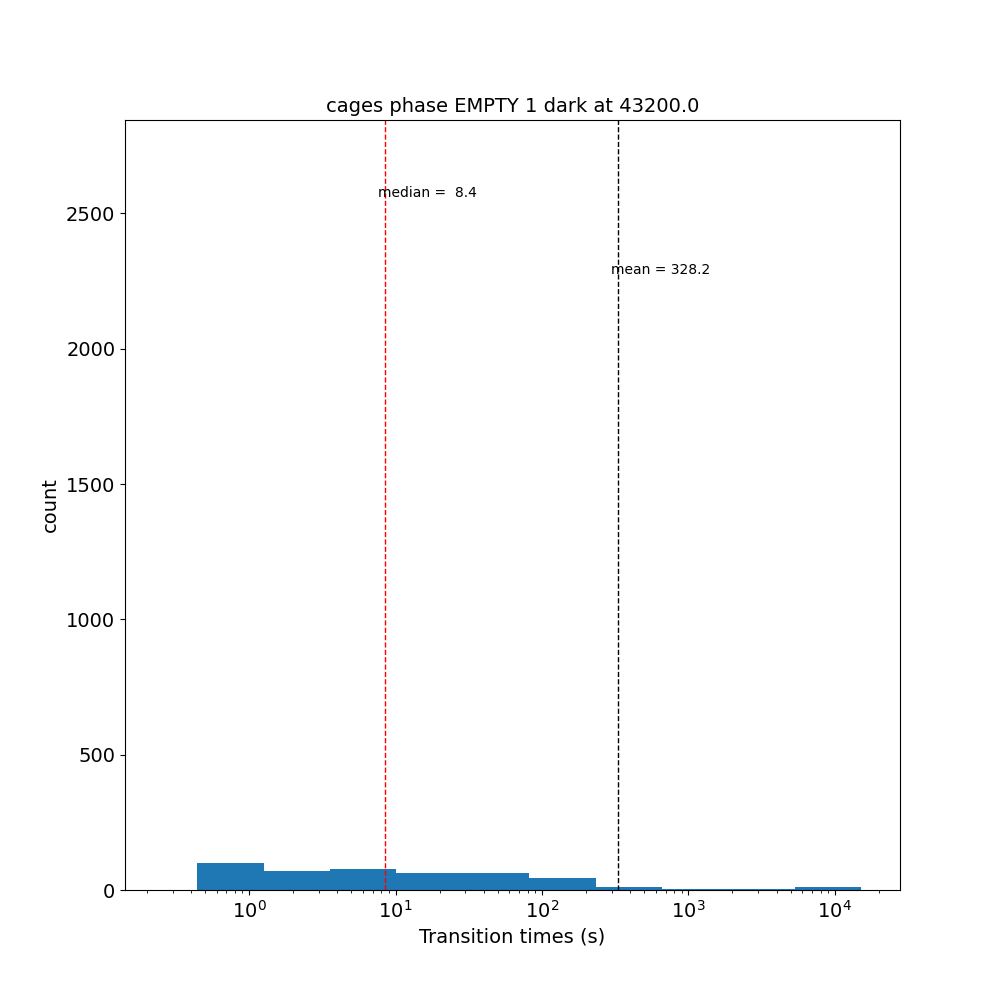 cages phase EMPTY 1 dark at 43200.0
median =  8.4
mean = 328.2
count
2500
2000
1500
1000
500
0
10⁰
10¹
10²
10³
10⁴
Transition times (s)